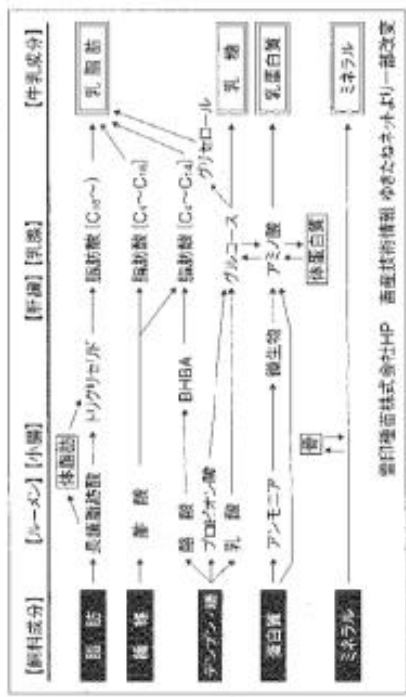 【飼料成分】 【ルーメン】 【小腸】 【肝臓】 【乳腺】 【牛乳成分】
体脂肪
脂肪 長鎖脂肪酸 トリグリセリド 脂肪酸 (C₁₆～) 乳脂肪
繊維 酢酸 脂肪酸 (C₄～C₁₆)
酪酸 BHBA 脂肪酸 (C₄～C₁₄)
グリセロール
デンプン・糖 プロピオン酸 グルコース 乳糖
乳酸
蛋白質 アンモニア 微生物 アミノ酸 乳蛋白質
体蛋白質
骨
ミネラル ミネラル
雪印種苗株式会社HP 畜産技術情報 ゆきたねネットより一部改変